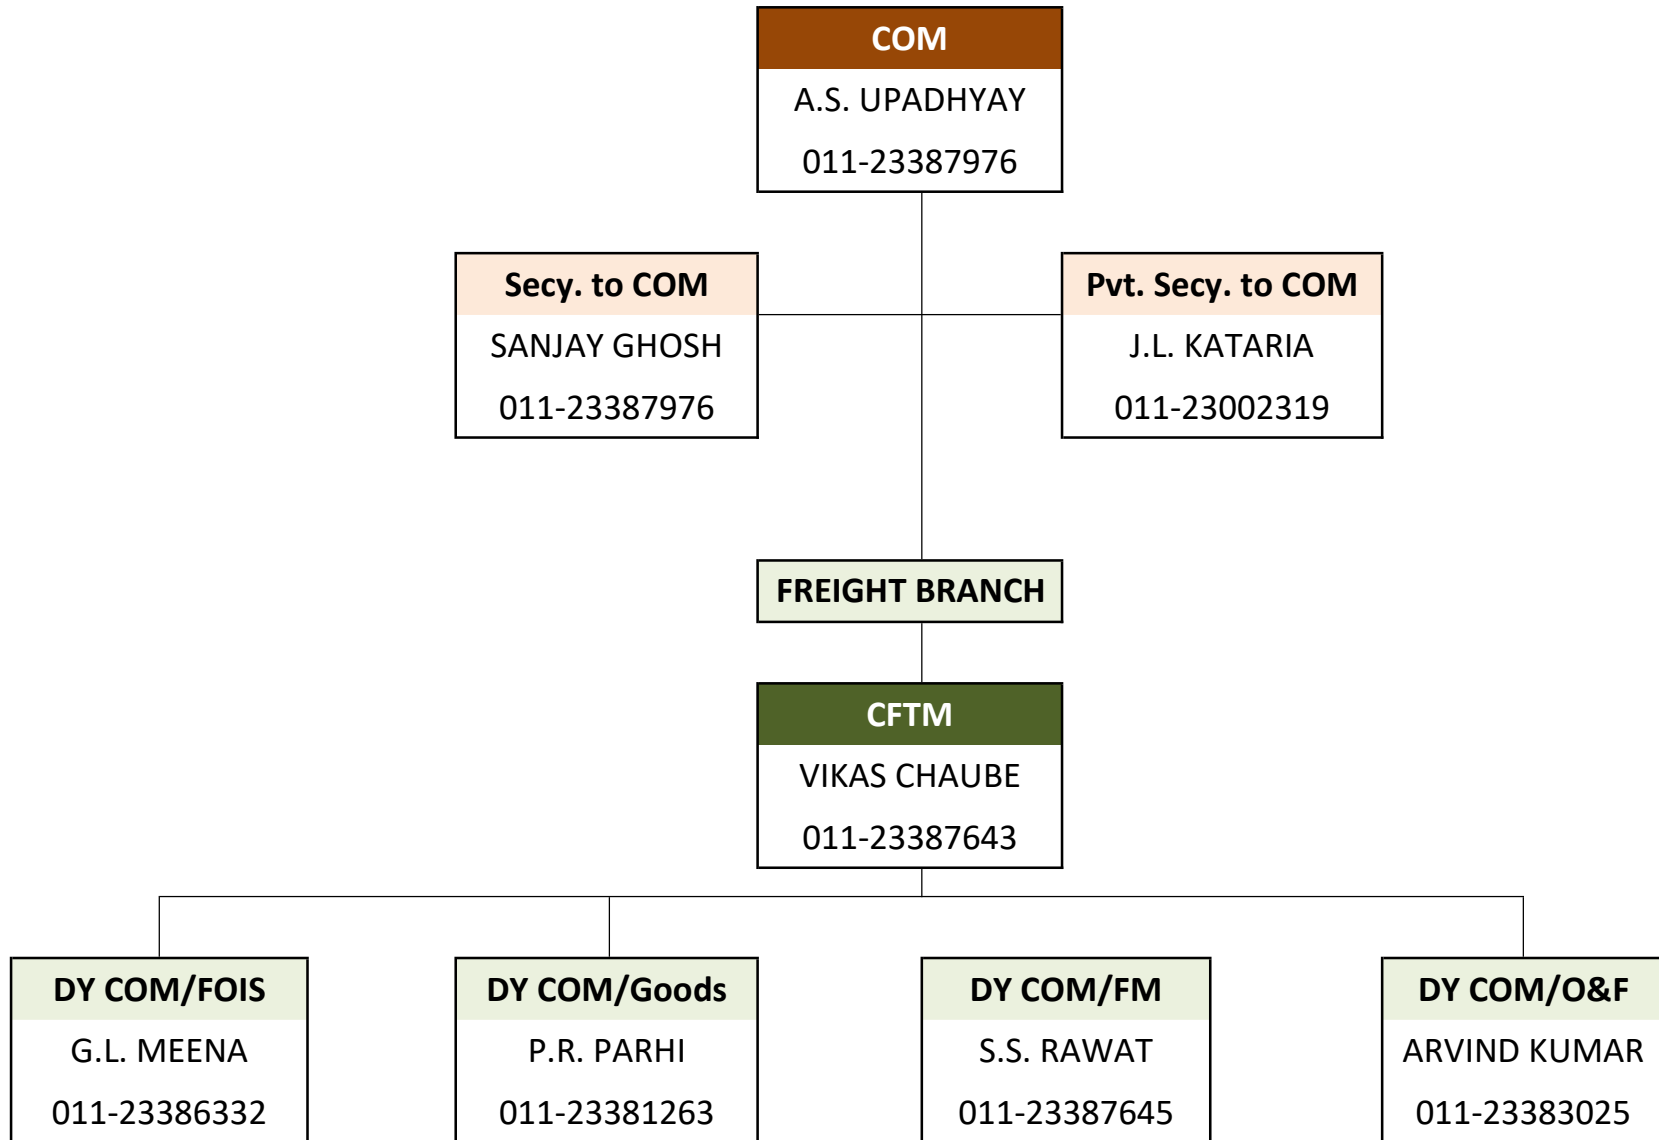 COM
A.S. UPADHYAY
011-23387976
Secy. to COM
SANJAY GHOSH
011-23387976
Pvt. Secy. to COM
J.L. KATARIA
011-23002319
FREIGHT BRANCH
CFTM
VIKAS CHAUBE
011-23387643
DY COM/FOIS
G.L. MEENA
011-23386332
DY COM/Goods
P.R. PARHI
011-23381263
DY COM/FM
S.S. RAWAT
011-23387645
DY COM/O&F
ARVIND KUMAR
011-23383025